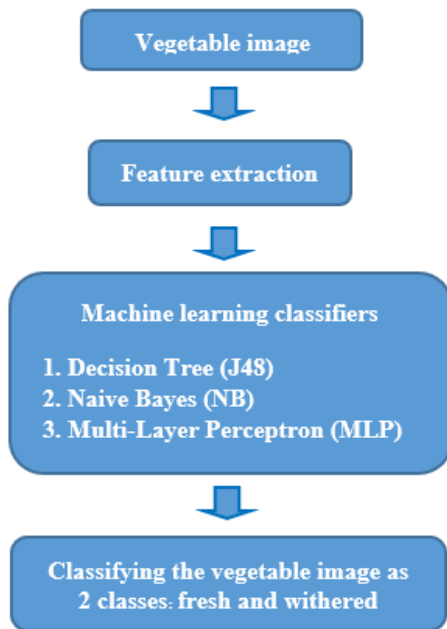 Vegetable image
Feature extraction
Machine learning classifiers
1. Decision Tree (J48)
2. Naive Bayes (NB)
3. Multi-Layer Perceptron (MLP)
Classifying the vegetable image as
2 classes: fresh and withered